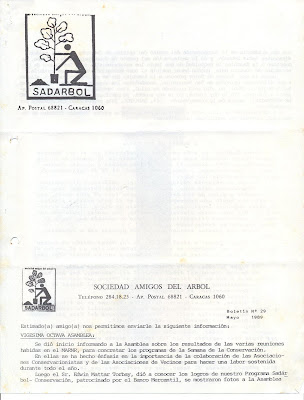 SADARBOL
AP. POSTAL 68821 - CARACAS 1060
SOCIEDAD AMIGOS DEL ARBOL
TELÉFONO 284.18.25 - AP. POSTAL 68821 - CARACAS 1060
Boletín Nº 29
Mayo 1989
Estimado(a) amigo(a) nos permitimos enviarle la siguiente información:
VIGESIMA OCTAVA ASAMBLEA:
Se dió inicio informando a la Asamblea sobre los resultados de las varias reuniones
habidas en el MARNR, para concretar los programas de la Semana de la Conservación.
En ellas se ha hecho énfasis en la importancia de la colaboración de las Asociacio-
nes Conservacionistas y de las Asociaciones de Vecinos para hacer una labor sostenida
durante todo el año.
Luego el Sr. Edwin Mattar Torbay, dió a conocer los logros de nuestro Programa Sadár
bol- Conservación, patrocinado por el Banco Mercantil, se mostraron fotos a la Asamblea